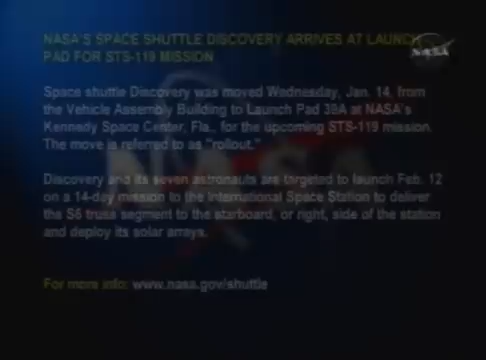 NASA'S SPACE SHUTTLE DISCOVERY ARRIVES AT LAUNCH
PAD FOR STS-119 MISSION
NASA
Space shuttle Discovery was moved Wednesday, Jan. 14, from
the Vehicle Assembly Building to Launch Pad 39A at NASA's
Kennedy Space Center, Fla., for the upcoming STS-119 mission.
The move is referred to as "rollout."
Discovery and its seven astronauts are targeted to launch Feb. 12
on a 14-day mission to the International Space Station to deliver
the S6 truss segment to the starboard, or right, side of the station
and deploy its solar arrays.
NASA
For more info: www.nasa.gov/shuttle